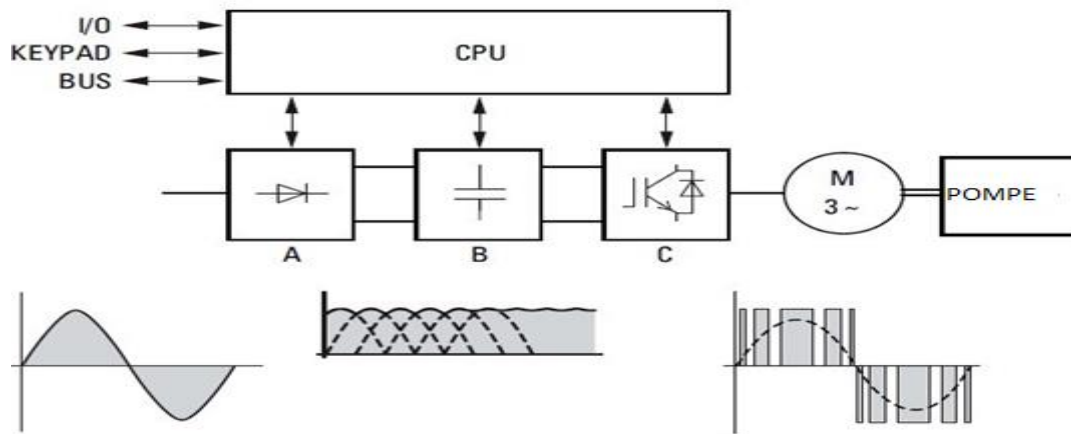 I/O
KEYPAD
BUS
CPU
M
3 ~
POMPE
A
B
C